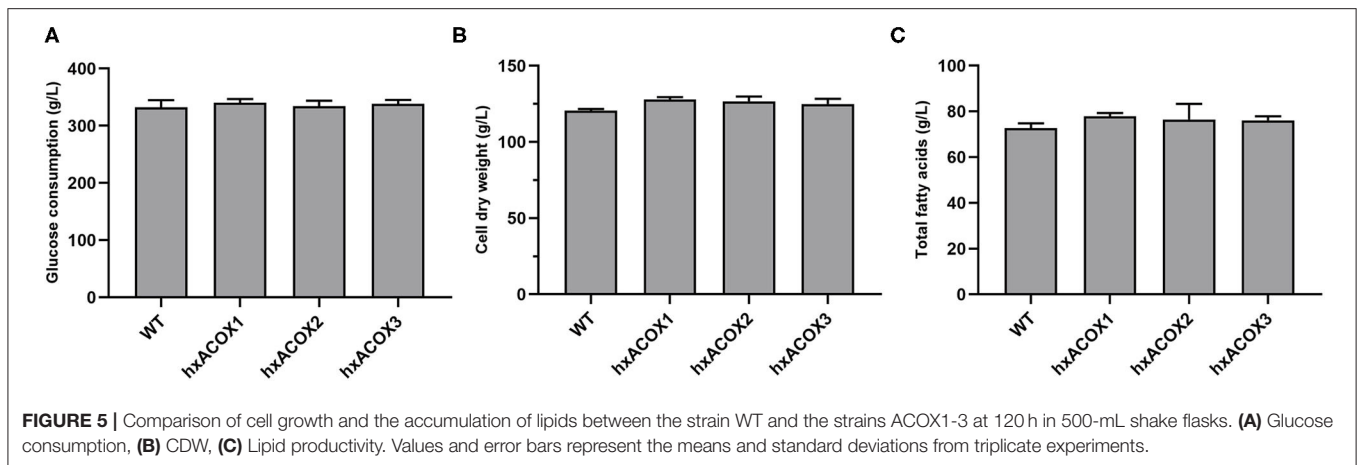 A
Glucose consumption (g/L)
400
300
200
100
0
WT
hxACOX1
hxACOX2
hxACOX3
B
Cell dry weight (g/L)
150
100
50
0
WT
hxACOX1
hxACOX2
hxACOX3
C
Total fatty acids (g/L)
100
80
60
40
20
0
WT
hxACOX1
hxACOX2
hxACOX3
FIGURE 5 | Comparison of cell growth and the accumulation of lipids between the strain WT and the strains ACOX1-3 at 120 h in 500-mL shake flasks. (A) Glucose
consumption, (B) CDW, (C) Lipid productivity. Values and error bars represent the means and standard deviations from triplicate experiments.